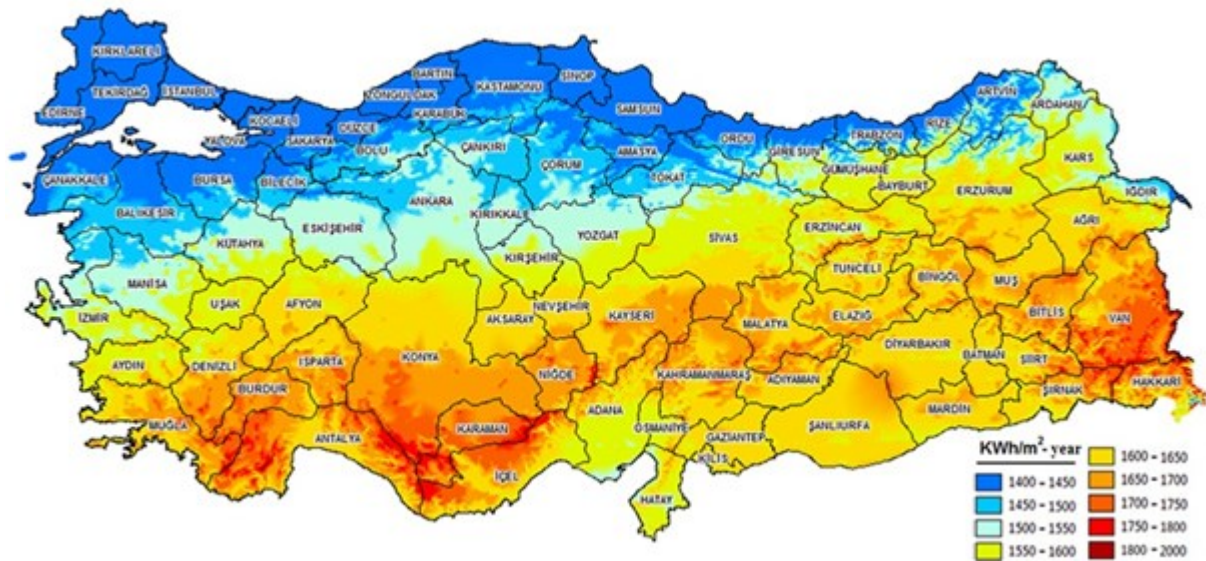 KIRKLARELİ
EDİRNE
TEKİRDAĞ
İSTANBUL
KOCAELİ
YALOVA
SAKARYA
DÜZCE
ZONGULDAK
BARTIN
KARABÜK
KASTAMONU
SİNOP
SAMSUN
BOLU
ÇANKIRI
ÇORUM
AMASYA
TOKAT
ORDU
GİRESUN
TRABZON
RİZE
ARTVİN
ARDAHAN
KARS
IĞDIR
GÜMÜŞHANE
BAYBURT
ERZURUM
AĞRI
ÇANAKKALE
BALIKESİR
BURSA
BİLECİK
KÜTAHYA
ESKİŞEHİR
ANKARA
KIRIKKALE
YOZGAT
KIRŞEHİR
SİVAS
ERZİNCAN
TUNCELİ
BİNGÖL
MUŞ
BİTLİS
VAN
MANİSA
İZMİR
UŞAK
AFYON
AKSARAY
NEVŞEHİR
KAYSERİ
MALATYA
ELAZIĞ
DİYARBAKIR
BATMAN
SİİRT
ŞIRNAK
HAKKARİ
AYDIN
DENİZLİ
ISPARTA
BURDUR
KONYA
NİĞDE
KAHRAMANMARAŞ
ADIYAMAN
MARDİN
ŞANLIURFA
MUĞLA
ANTALYA
KARAMAN
İÇEL
ADANA
OSMANİYE
GAZİANTEP
KİLİS
HATAY
KWh/m²- year
1400 – 1450
1450 – 1500
1500 – 1550
1550 – 1600
1600 – 1650
1650 – 1700
1700 – 1750
1750 – 1800
1800 – 2000